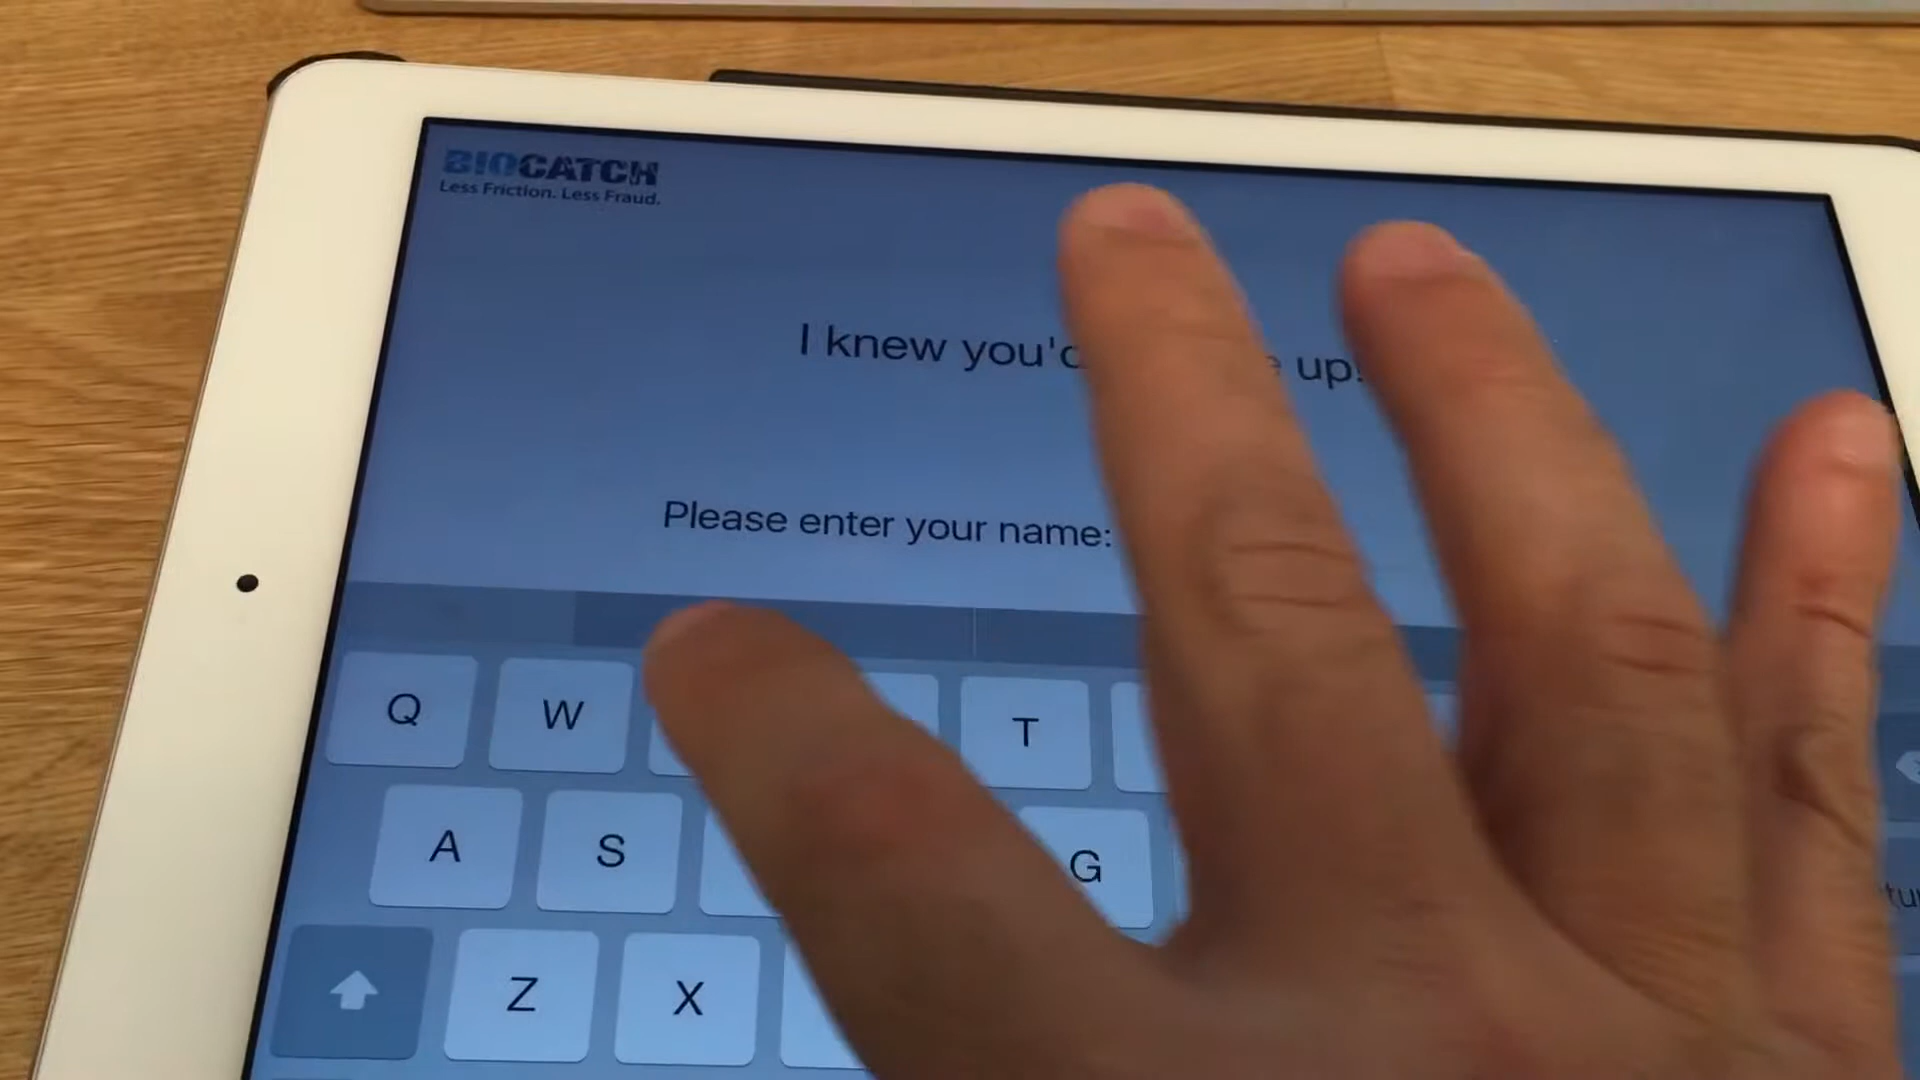 BIOCATCH
Less Friction. Less Fraud.
I knew you'd up!
Please enter your name:
Q W T
A S G
Z X